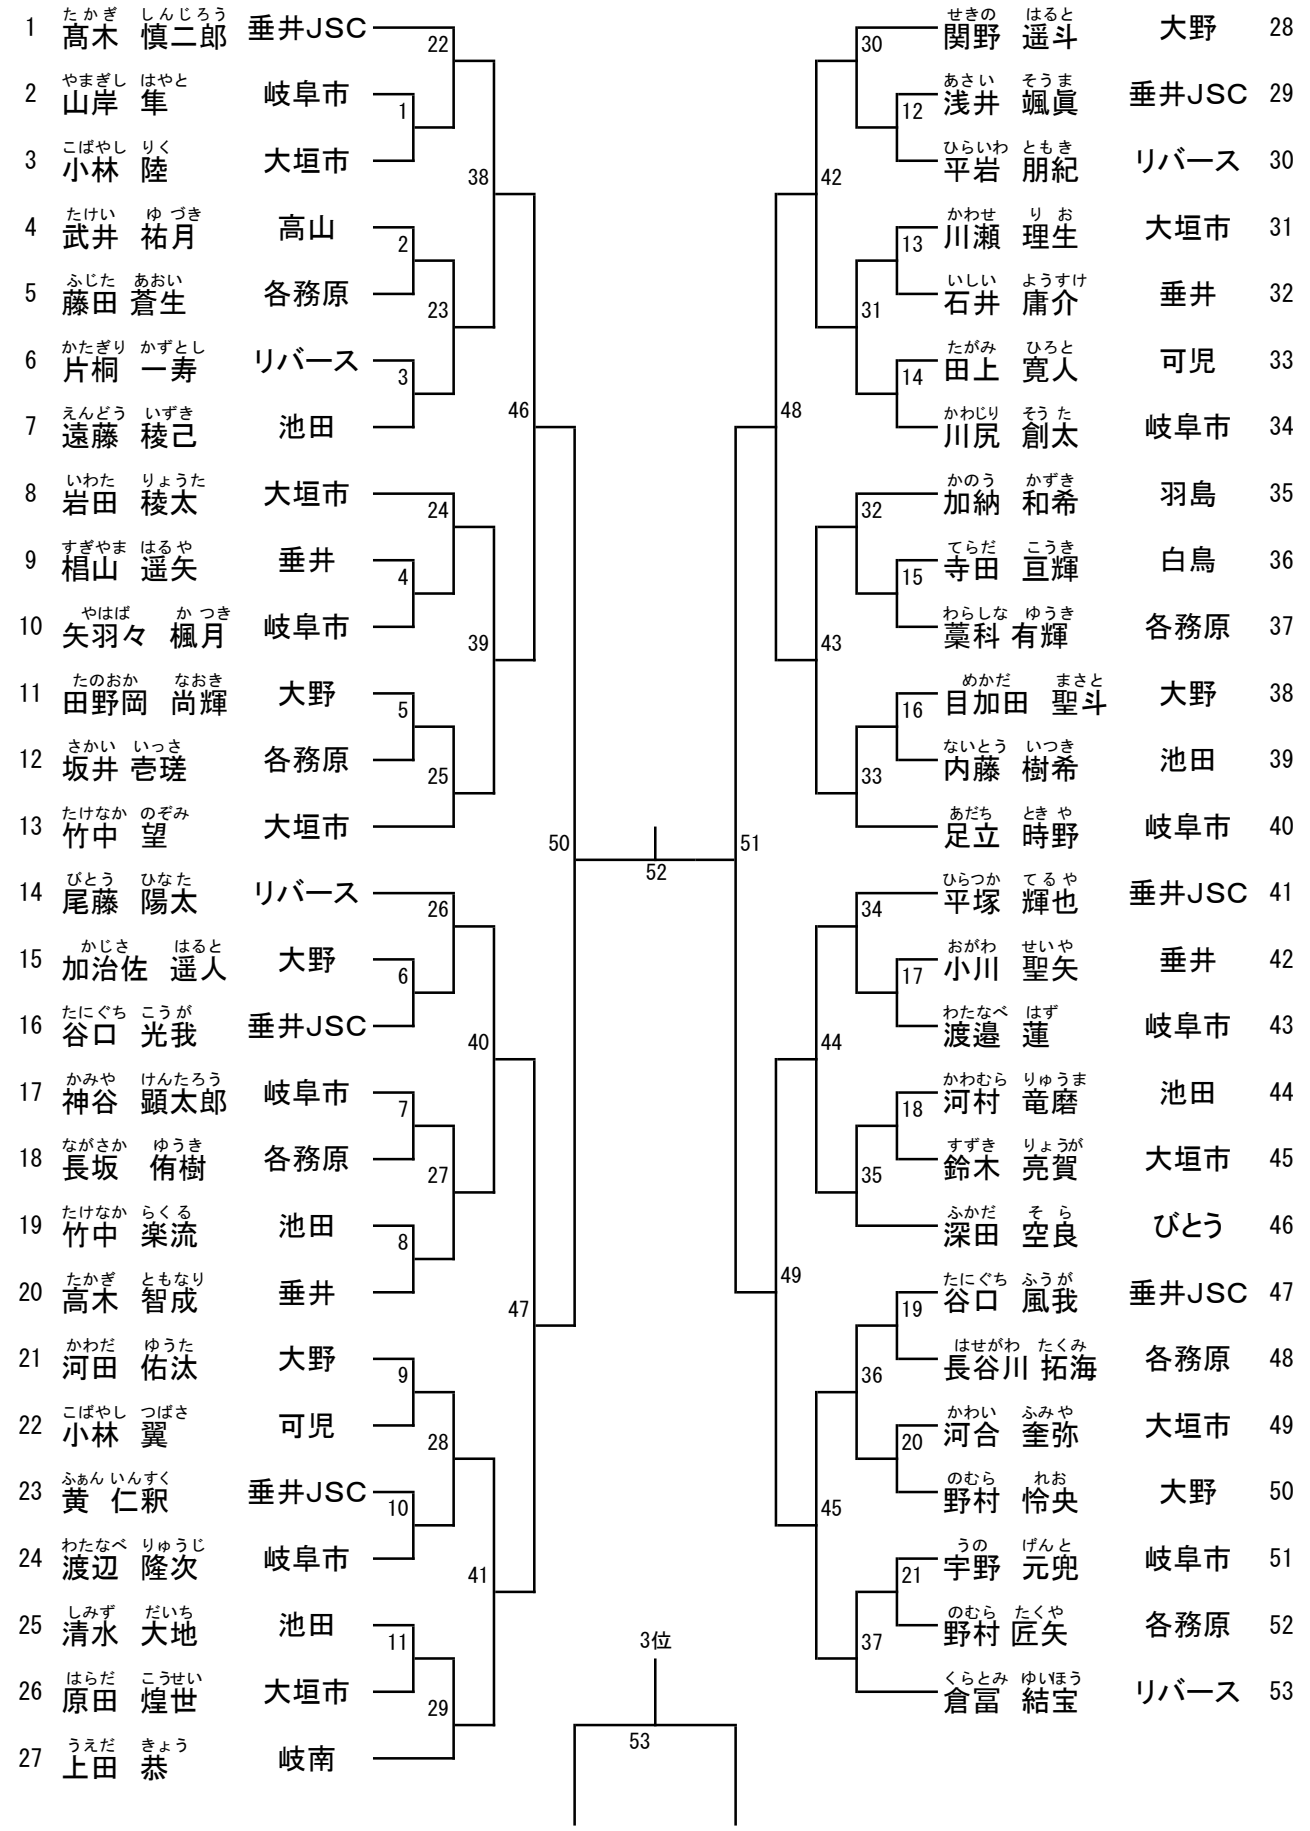 たかぎ しんじろう
1 髙木 慎二郎 垂井JSC
やまぎし はやと
2 山岸 隼 岐阜市
こばやし りく
3 小林 陸 大垣市
たけい ゆづき
4 武井 祐月 高山
ふじた あおい
5 藤田 蒼生 各務原
かたぎり かずとし
6 片桐 一寿 リバース
えんどう いずき
7 遠藤 稜己 池田
いわた りょうた
8 岩田 稜太 大垣市
すぎやま はるや
9 椙山 遥矢 垂井
やはば かつき
10 矢羽々 楓月 岐阜市
たのおか なおき
11 田野岡 尚輝 大野
さかい いっさ
12 坂井 壱瑳 各務原
たけなか のぞみ
13 竹中 望 大垣市
びとう ひなた
14 尾藤 陽太 リバース
かじさ はると
15 加治佐 遥人 大野
たにぐち こうが
16 谷口 光我 垂井JSC
かみや けんたろう
17 神谷 顕太郎 岐阜市
ながさか ゆうき
18 長坂 侑樹 各務原
たけなか らくる
19 竹中 楽流 池田
たかぎ ともなり
20 高木 智成 垂井
かわだ ゆうた
21 河田 佑汰 大野
こばやし つばさ
22 小林 翼 可児
ふぁん いんすく
23 黄 仁釈 垂井JSC
わたなべ りゅうじ
24 渡辺 隆次 岐阜市
しみず だいち
25 清水 大地 池田
はらだ こうせい
26 原田 煌世 大垣市
うえだ きょう
27 上田 恭 岐南
22
1
38
2
23
3
46
24
4
39
5
25
50
26
6
40
7
27
8
47
9
28
10
41
11
29
52
3位
53
30
12
42
13
31
14
48
32
15
43
16
33
51
34
17
44
18
35
49
19
36
20
45
21
37
せきの はると
関野 遥斗 大野 28
あさい そうま
浅井 颯眞 垂井JSC 29
ひらいわ ともき
平岩 朋紀 リバース 30
かわせ りお
川瀬 理生 大垣市 31
いしい ようすけ
石井 庸介 垂井 32
たがみ ひろと
田上 寛人 可児 33
かわじり そうた
川尻 創太 岐阜市 34
かのう かずき
加納 和希 羽島 35
てらだ こうき
寺田 亘輝 白鳥 36
わらしな ゆうき
藁科 有輝 各務原 37
めかだ まさと
目加田 聖斗 大野 38
ないとう いつき
内藤 樹希 池田 39
あだち ときや
足立 時野 岐阜市 40
ひらつか てるや
平塚 輝也 垂井JSC 41
おがわ せいや
小川 聖矢 垂井 42
わたなべ はず
渡邉 蓮 岐阜市 43
かわむら りゅうま
河村 竜磨 池田 44
すずき りょうが
鈴木 亮賀 大垣市 45
ふかだ そら
深田 空良 びとう 46
たにぐち ふうが
谷口 風我 垂井JSC 47
はせがわ たくみ
長谷川 拓海 各務原 48
かわい ふみや
河合 奎弥 大垣市 49
のむら れお
野村 怜央 大野 50
うの げんと
宇野 元兜 岐阜市 51
のむら たくや
野村 匠矢 各務原 52
くらとみ ゆいほう
倉冨 結宝 リバース 53